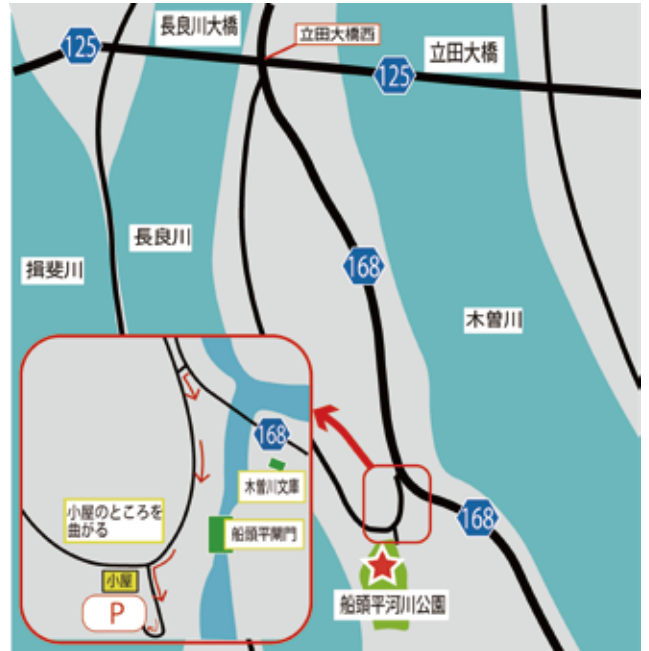 長良川大橋
立田大橋西
125
立田大橋
125
長良川
揖斐川
168
木曽川
168
木曽川文庫
小屋のところを
曲がる
船頭平閘門
168
小屋
P
船頭平河川公園